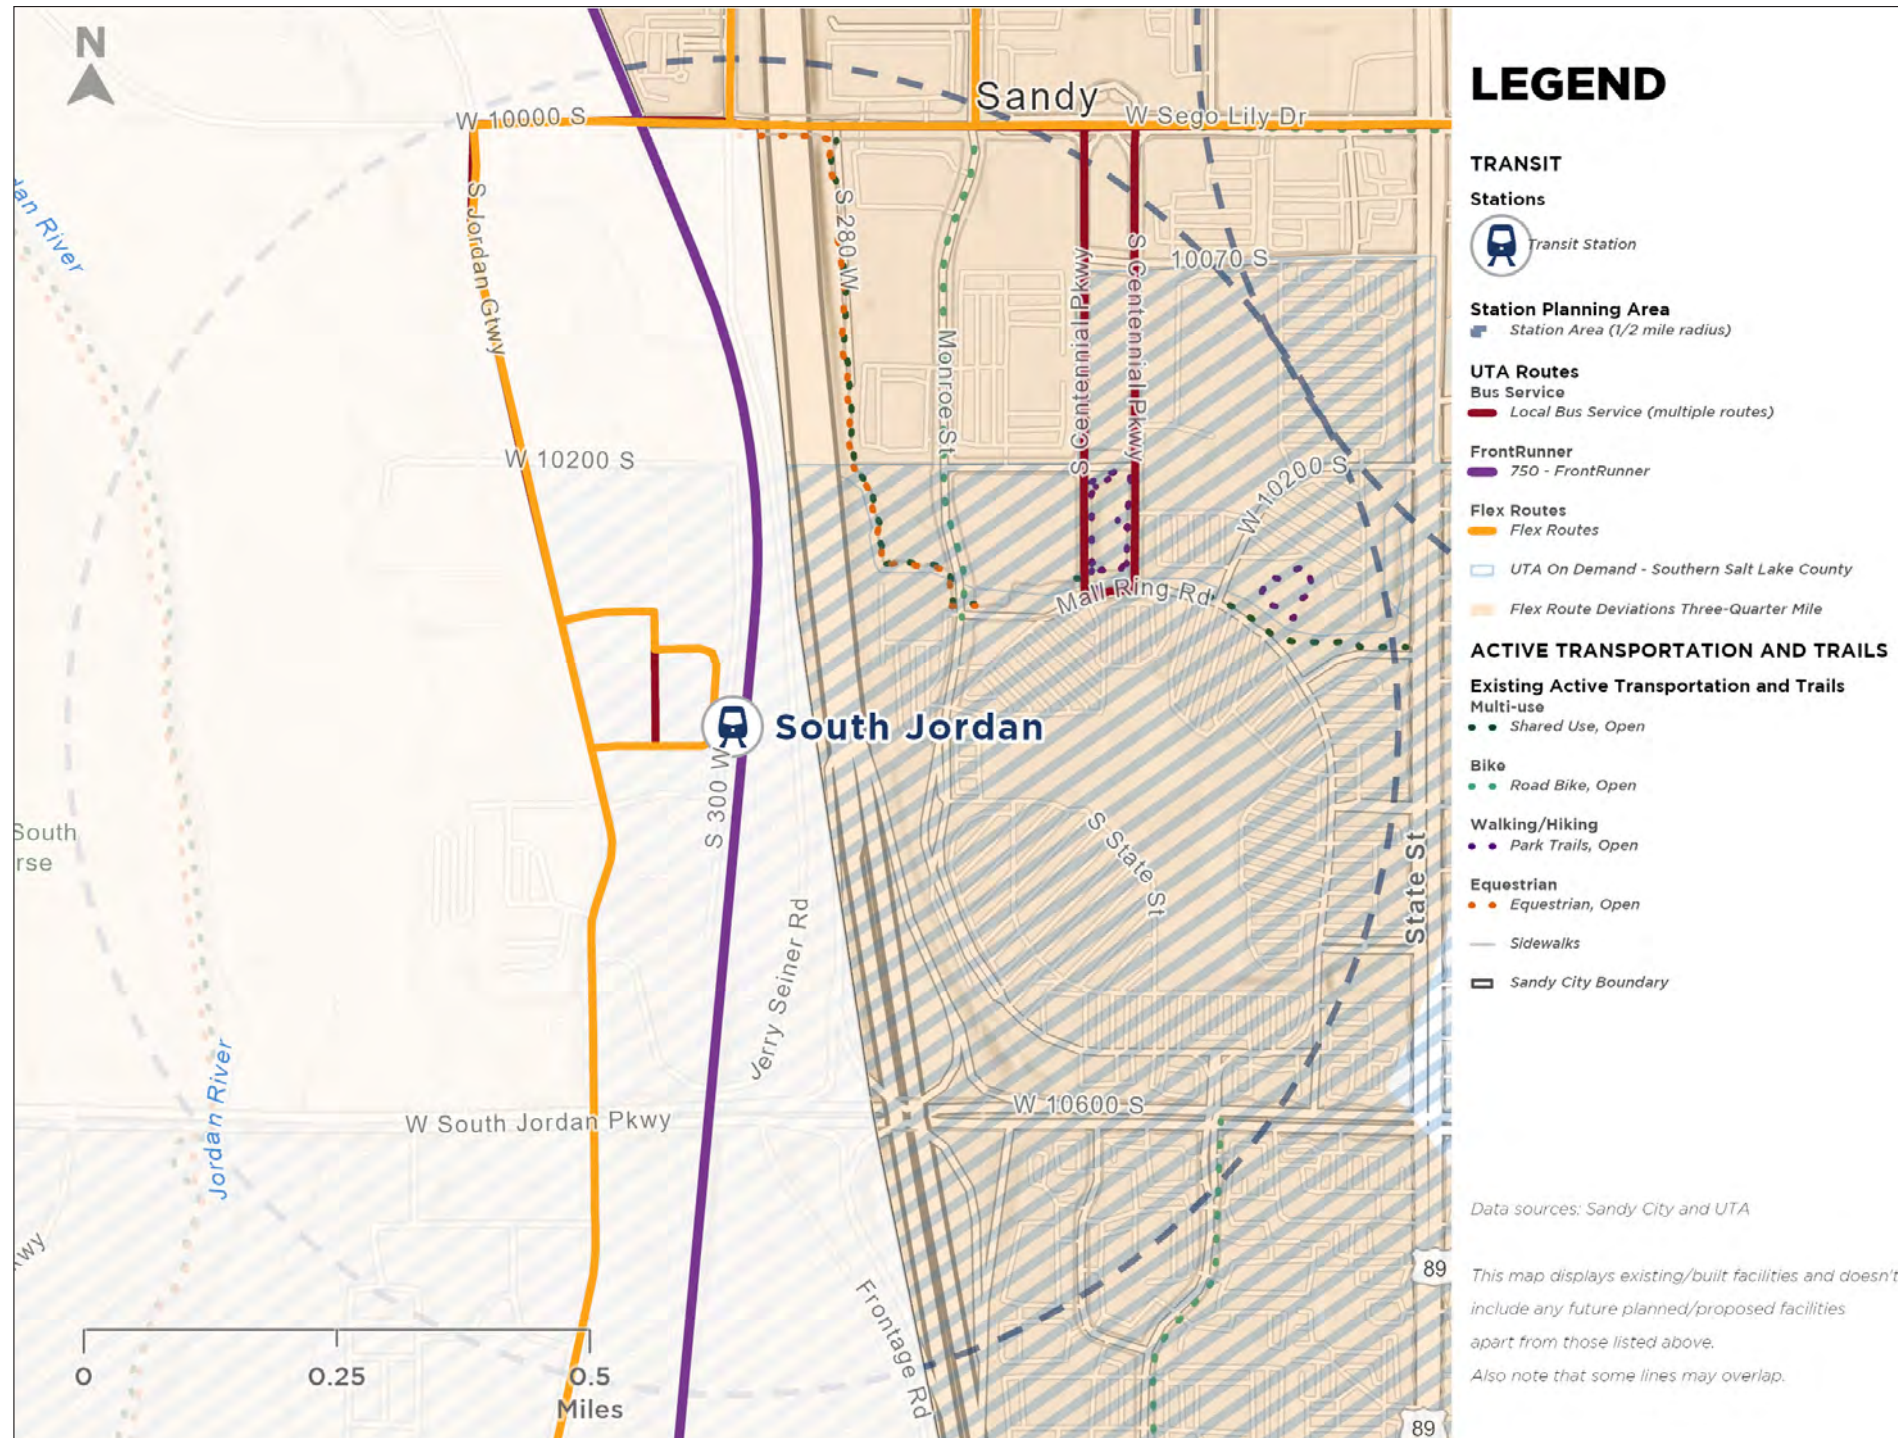 N
Sandy
W 10000 S
W Sego Lily Dr
dan River
S Jordan Gtwy
S 280 W
Monroe St
S Centennial Pkwy
S Centennial Pkwy
10070 S
W 10200 S
W 10200 S
Mall Ring Rd
South Jordan
S 300 W
South
rse
S State St
State St
Jerry Seiner Rd
Jordan River
W South Jordan Pkwy
W 10600 S
kwy
Frontage Rd
89
89
0
0.25
0.5
Miles
LEGEND
TRANSIT
Stations
Transit Station
Station Planning Area
Station Area (1/2 mile radius)
UTA Routes
Bus Service
Local Bus Service (multiple routes)
FrontRunner
750 - FrontRunner
Flex Routes
Flex Routes
UTA On Demand - Southern Salt Lake County
Flex Route Deviations Three-Quarter Mile
ACTIVE TRANSPORTATION AND TRAILS
Existing Active Transportation and Trails
Multi-use
Shared Use, Open
Bike
Road Bike, Open
Walking/Hiking
Park Trails, Open
Equestrian
Equestrian, Open
Sidewalks
Sandy City Boundary
Data sources: Sandy City and UTA
This map displays existing/built facilities and doesn't
include any future planned/proposed facilities
apart from those listed above.
Also note that some lines may overlap.